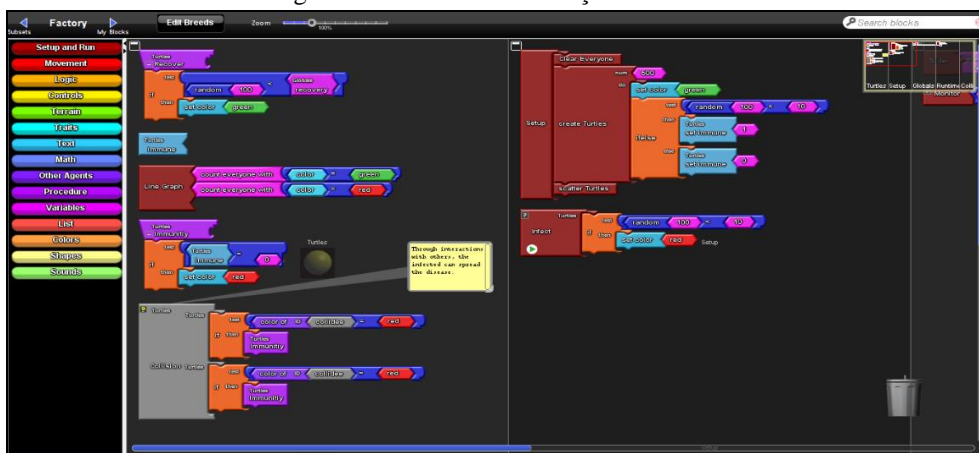 Factory
Edit Breeds
Zoom
100%
Search blocks
Subsets
My Blocks
Setup and Run
Movement
Logic
Controls
Terrain
Traits
Text
Math
Other Agents
Procedure
Variables
List
Colors
Shapes
Sounds
Turtles
Recover
if
test
random
100
recovery
then
set color
green
Turtles
Immune
Line Graph
count everyone with
color
=
green
count everyone with
color
=
red
Turtles
Immunity
if
test
Turtles
Immune
=
0
then
set color
red
Turtles
Through interactions
with others, the
infected can spread
the disease.
Collision
Turtles
Turtles
if
test
color of
collidee
=
red
then
Turtles
Immunity
Turtles
if
test
color of
collidee
=
red
then
Turtles
Immunity
Setup
Clear Everyone
create Turtles
num
500
do
set color
green
ifelse
test
random
100
10
then
Turtles
set Immune
1
Turtles
set Immune
0
scatter Turtles
Infect
Turtles
if
test
random
100
10
then
set color
red
Setup
Turtles
Setup
Globals
Runtime
Monitor